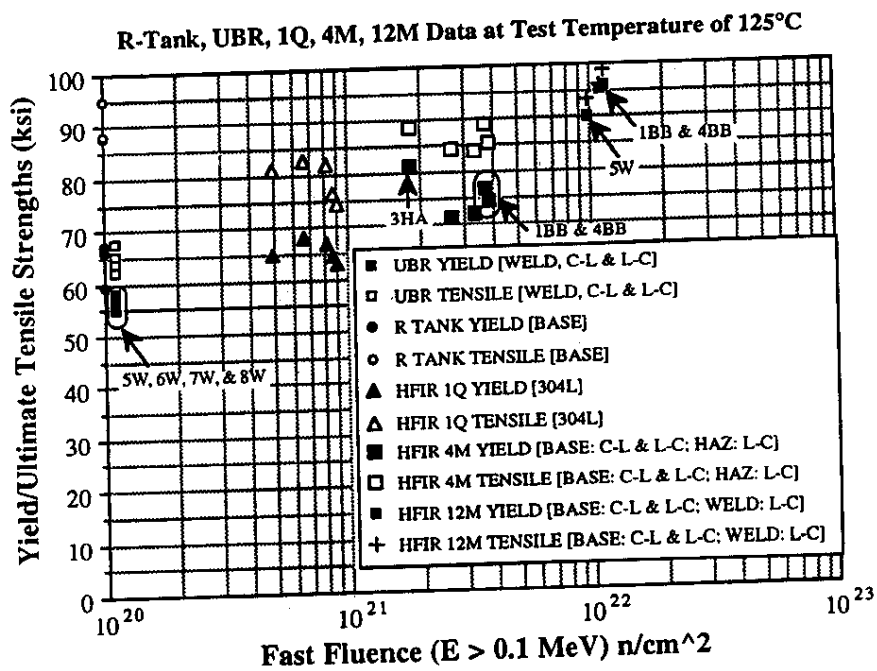 R-Tank, UBR, 1Q, 4M, 12M Data at Test Temperature of 125°C
Yield/Ultimate Tensile Strengths (ksi)
100
90
80
70
60
50
40
30
20
10
0
1BB & 4BB
5W
3HA
1BB & 4BB
5W, 6W, 7W, & 8W
UBR YIELD [WELD, C-L & L-C]
UBR TENSILE [WELD, C-L & L-C]
R TANK YIELD [BASE]
R TANK TENSILE [BASE]
HFIR 1Q YIELD [304L]
HFIR 1Q TENSILE [304L]
HFIR 4M YIELD [BASE: C-L & L-C; HAZ: L-C]
HFIR 4M TENSILE [BASE: C-L & L-C; HAZ: L-C]
HFIR 12M YIELD [BASE: C-L & L-C; WELD: L-C]
HFIR 12M TENSILE [BASE: C-L & L-C; WELD: L-C]
10^20 10^21 10^22 10^23
Fast Fluence (E > 0.1 MeV) n/cm^2